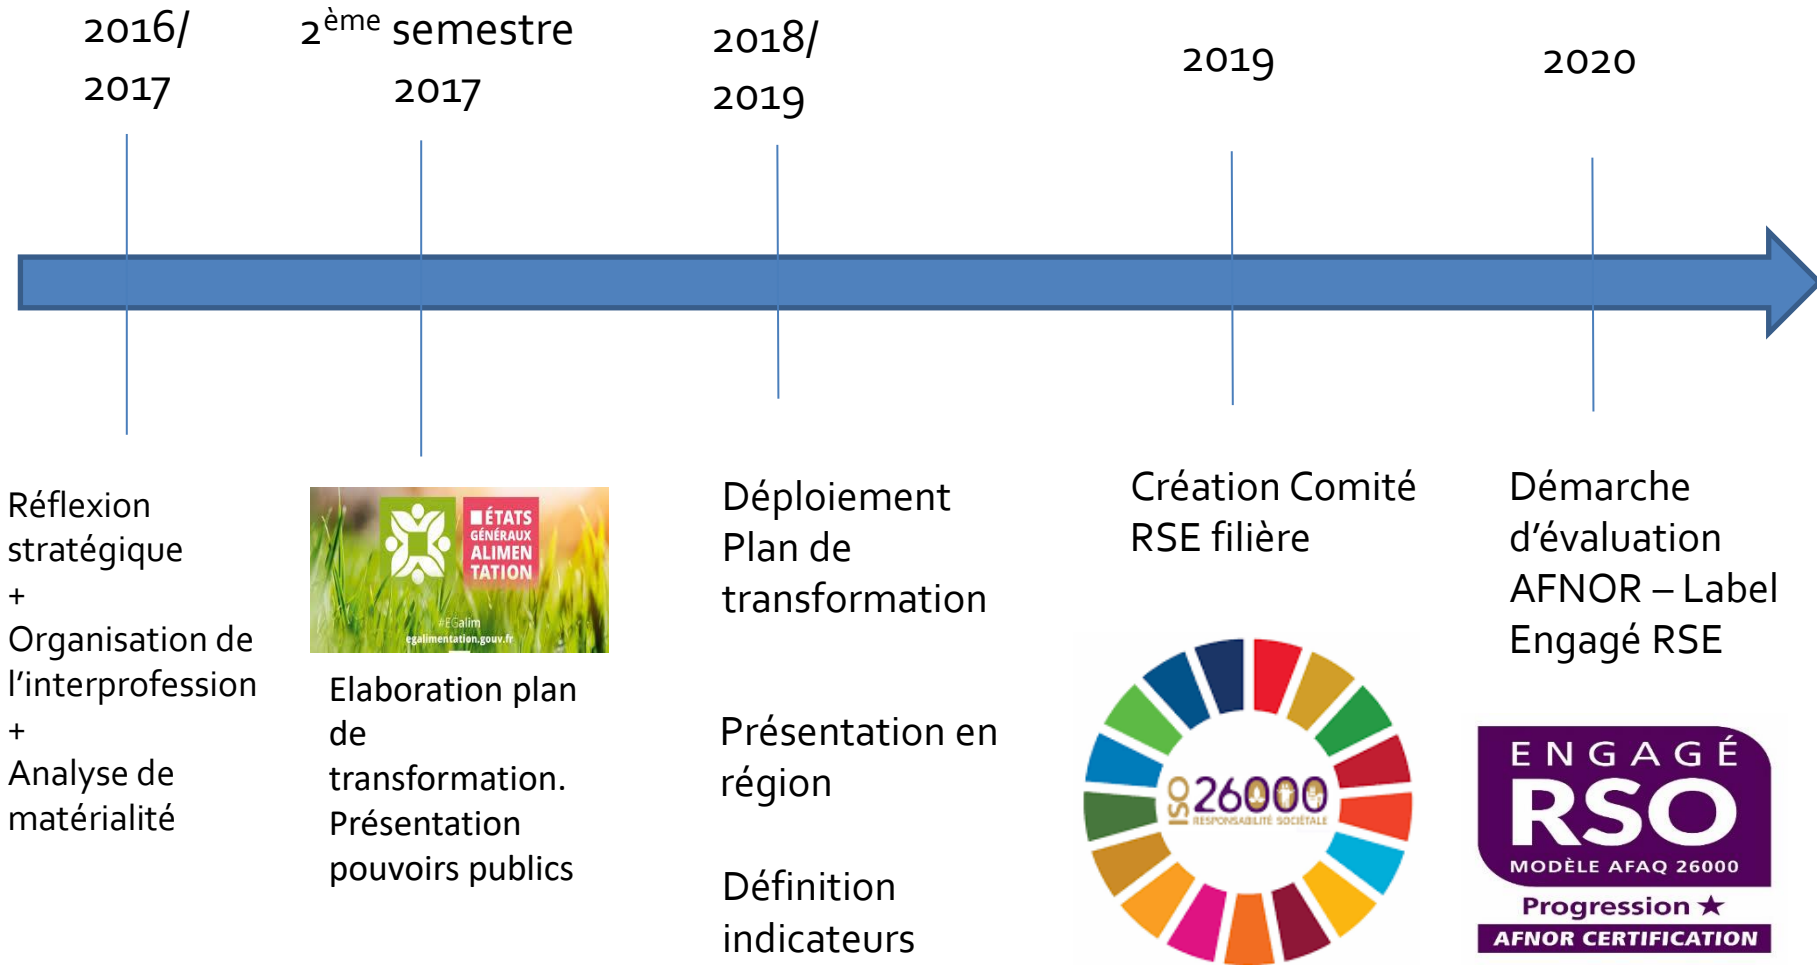 2016/
2017
2ème semestre
2017
2018/
2019
2019
2020
Réflexion
stratégique
+
Organisation de
l'interprofession
+
Analyse de
matérialité
ÉTATS
GÉNÉRAUX
ALIMEN
TATION
#EGalim
egalimentation.gouv.fr
Elaboration plan
de
transformation.
Présentation
pouvoirs publics
Déploiement
Plan de
transformation
Présentation en
région
Définition
indicateurs
Création Comité
RSE filière
ISO 26000
RESPONSABILITÉ SOCIÉTALE
Démarche
d'évaluation
AFNOR – Label
Engagé RSE
ENGAGÉ
RSO
MODÈLE AFAQ 26000
Progression ★
AFNOR CERTIFICATION